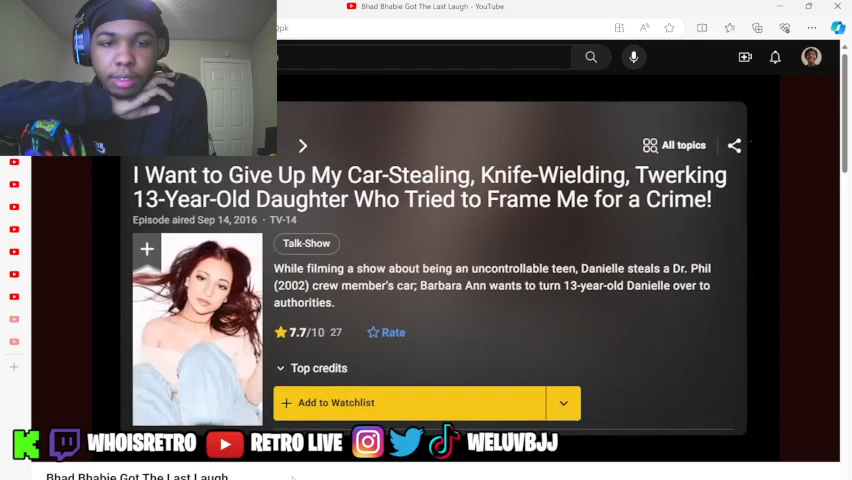 Bhad Bhabie Got The Last Laugh - YouTube
Qpk
All topics
I Want to Give Up My Car-Stealing, Knife-Wielding, Twerking
13-Year-Old Daughter Who Tried to Frame Me for a Crime!
Episode aired Sep 14, 2016 · TV-14
Talk-Show
While filming a show about being an uncontrollable teen, Danielle steals a Dr. Phil
(2002) crew member's car; Barbara Ann wants to turn 13-year-old Danielle over to
authorities.
7.7/10 27 Rate
Top credits
Add to Watchlist
K WHOISRETRO RETRO LIVE WELUVBJJ
Bhad Bhabie Got The Last Laugh